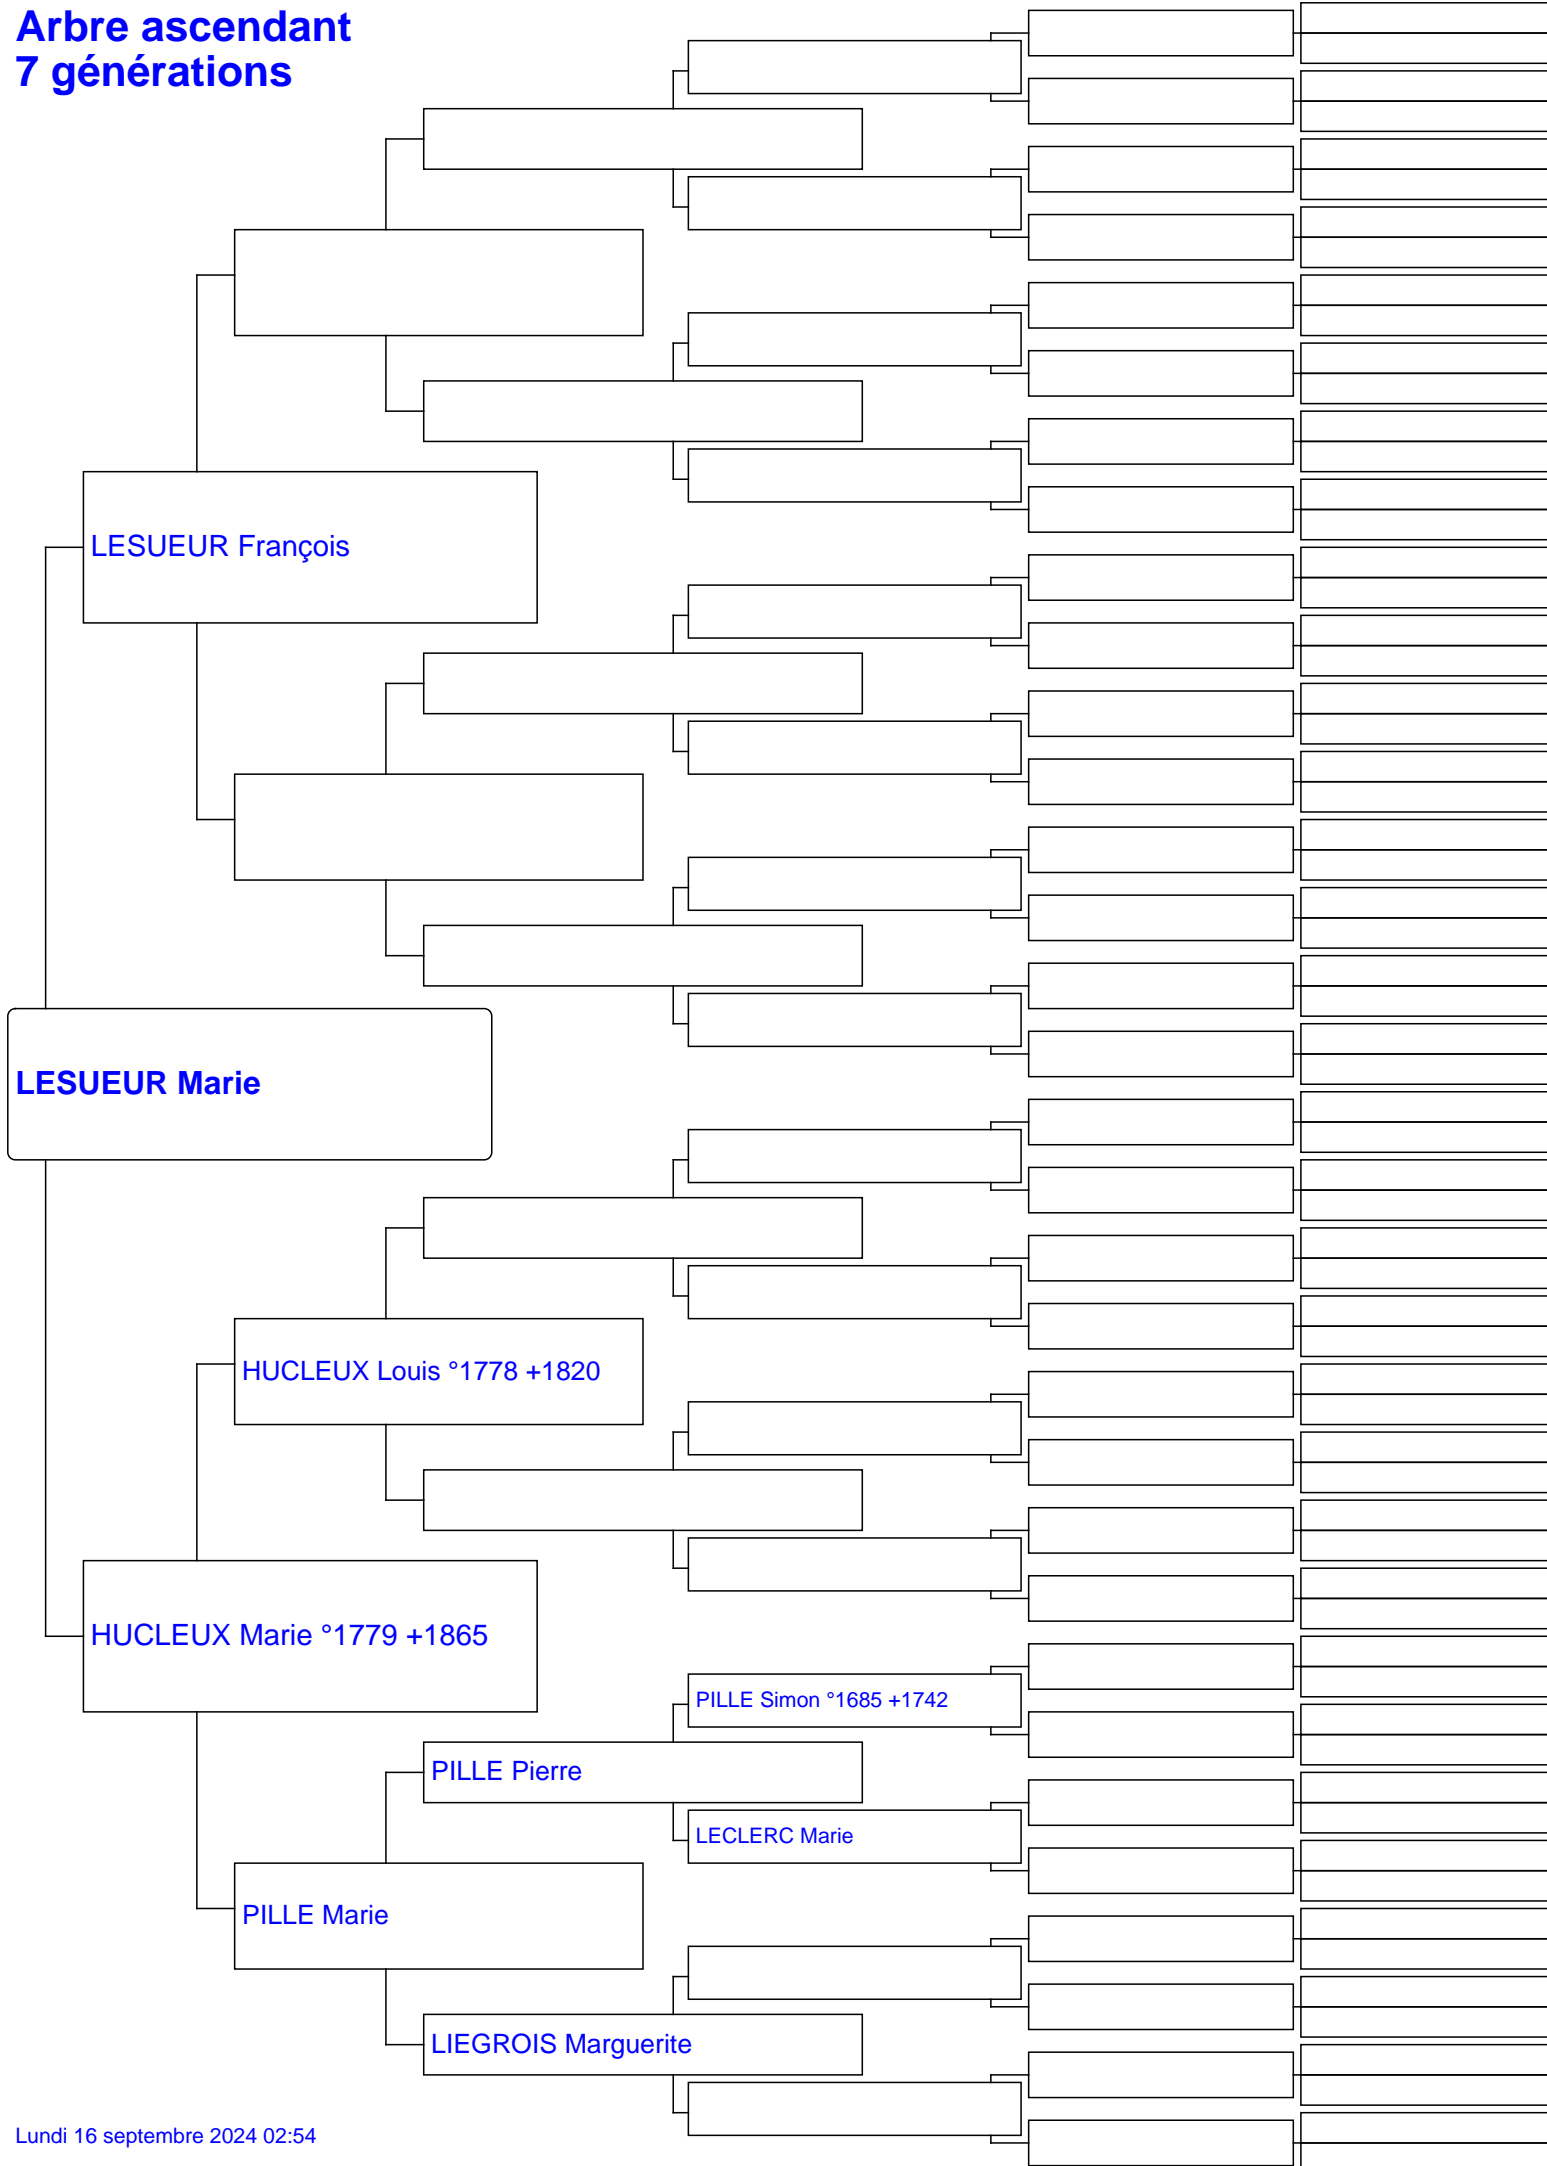 Arbre ascendant
7 générations
LESUEUR François
LESUEUR Marie
HUCLEUX Louis °1778 +1820
HUCLEUX Marie °1779 +1865
PILLE Simon °1685 +1742
PILLE Pierre
LECLERC Marie
PILLE Marie
LIEGROIS Marguerite
Lundi 16 septembre 2024 02:54